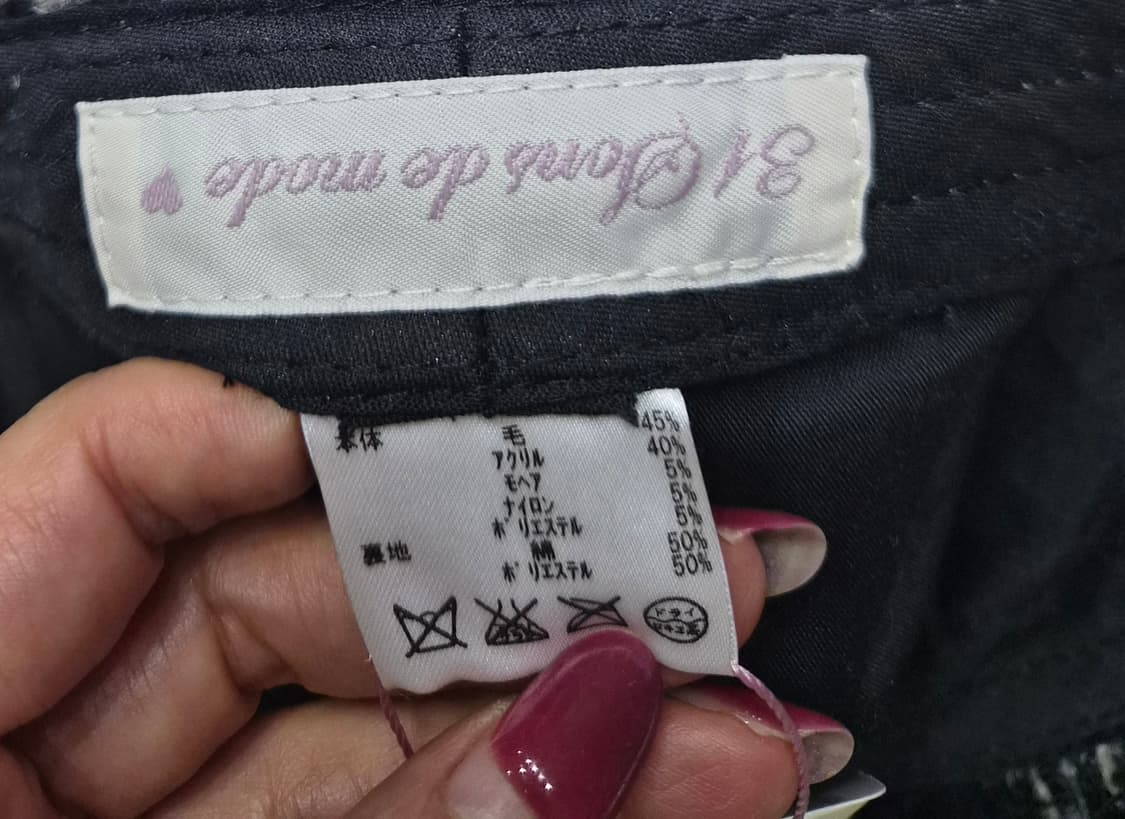 31 Sons de mode
本体 毛 45%
アクリル 40%
モヘア 5%
ナイロン 5%
ポリエステル 5%
裏地 綿 50%
ポリエステル 50%
ドライ